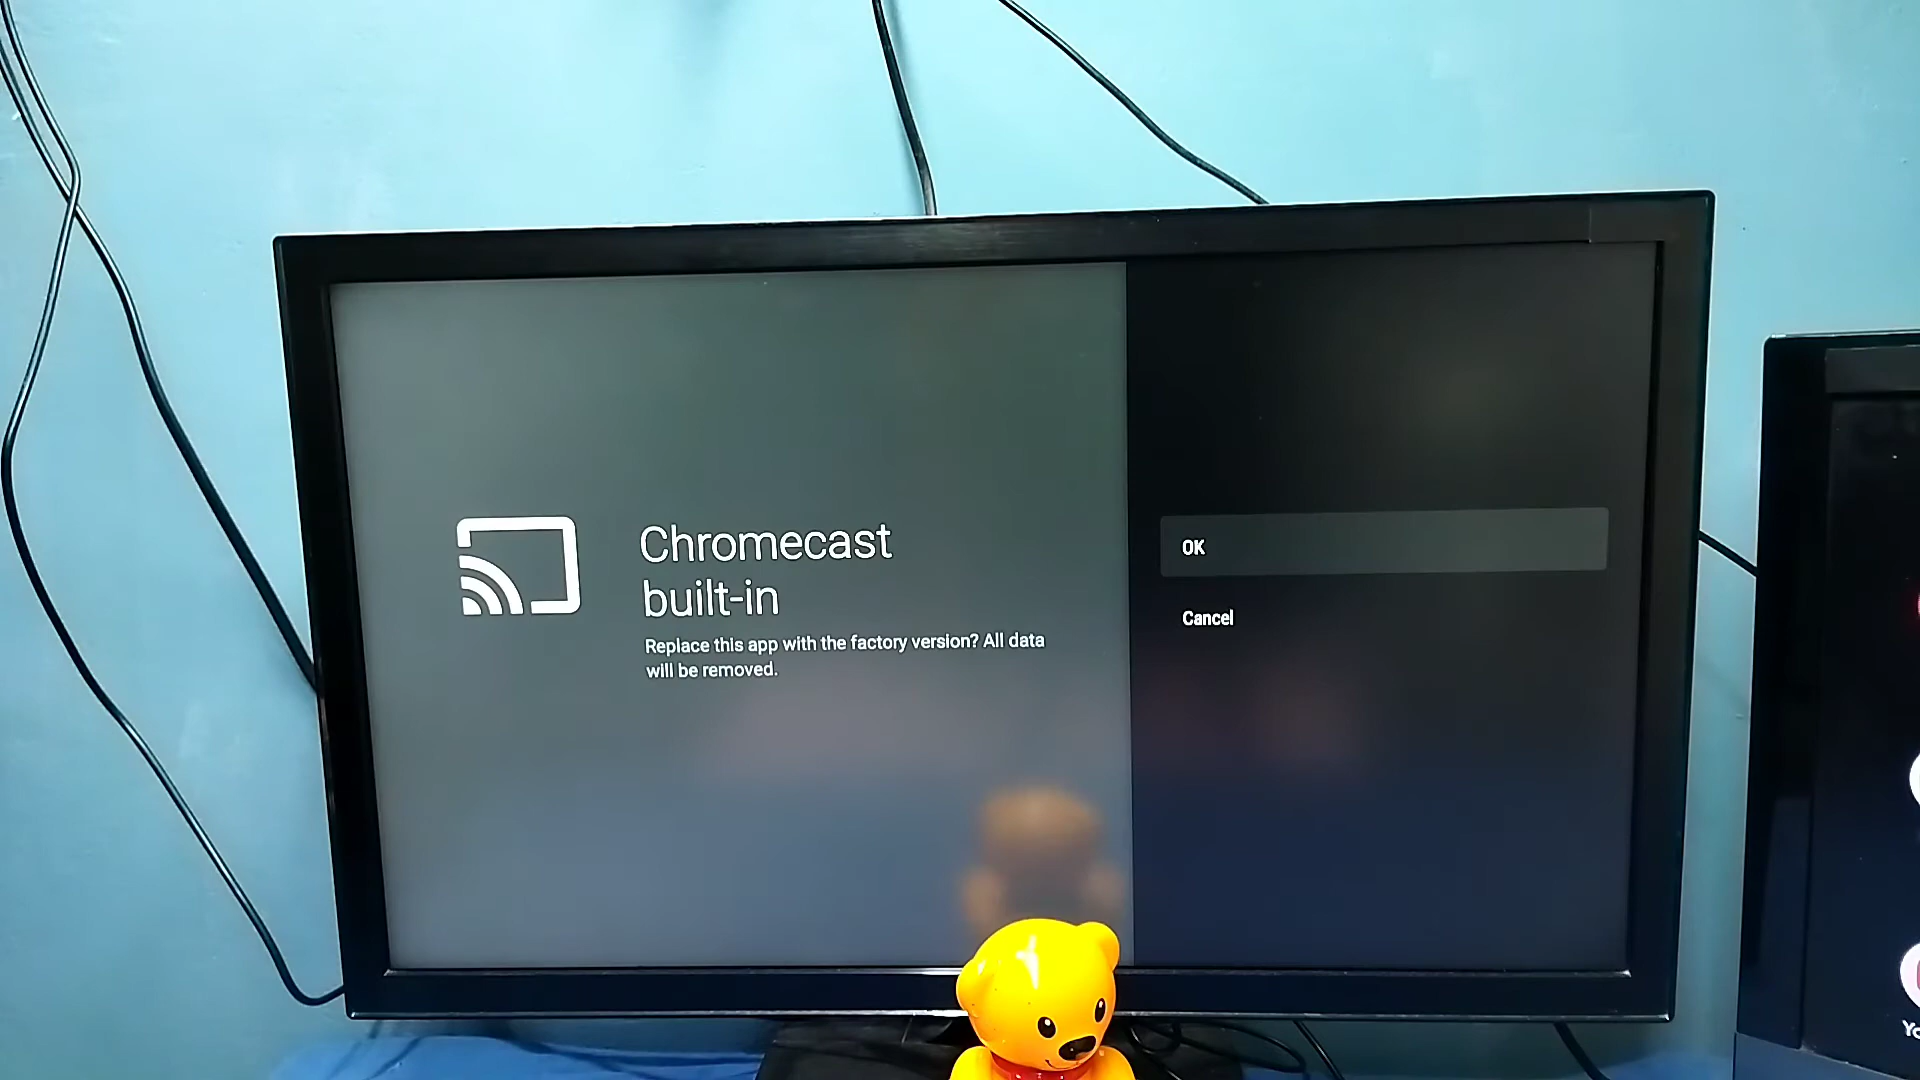 Chromecast
built-in
Replace this app with the factory version? All data
will be removed.
OK
Cancel